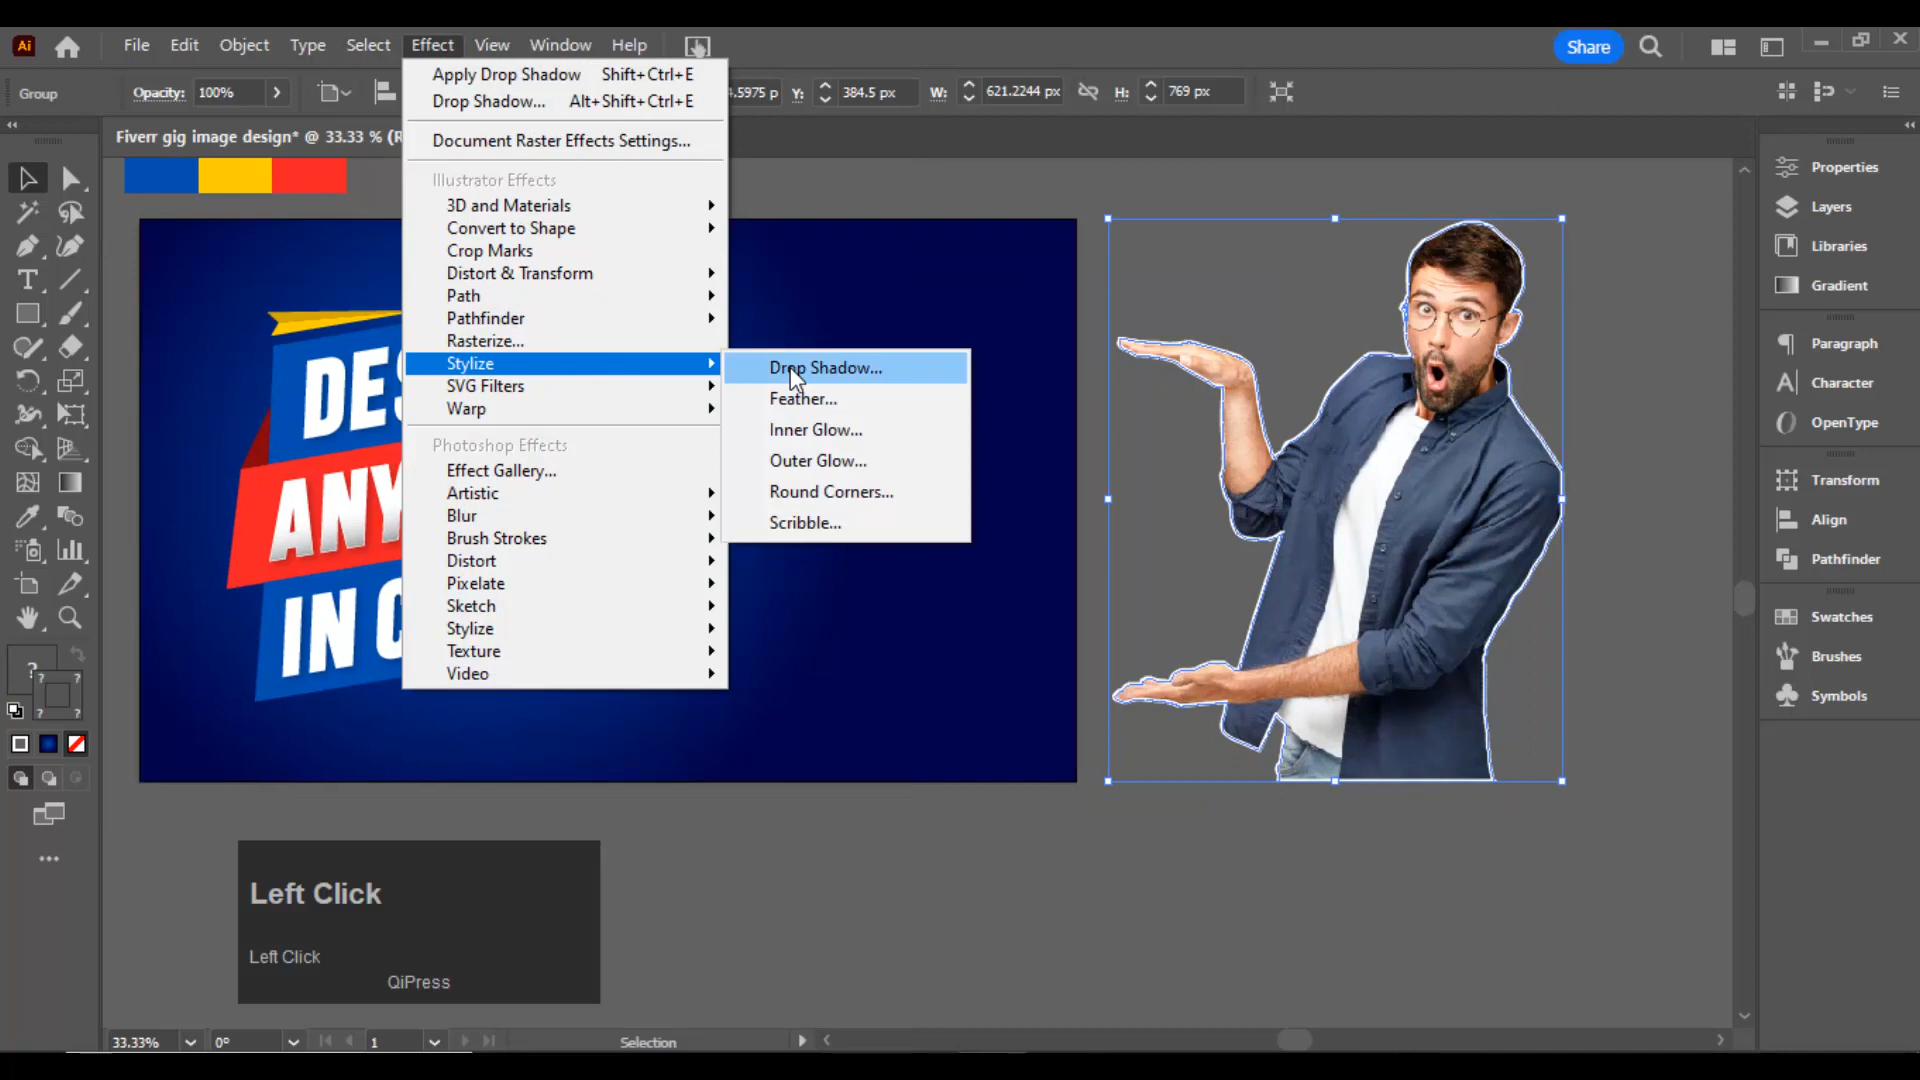 Ai File Edit Object Type Select Effect View Window Help Share
Group Opacity: 100% 4.5975 p Y: 384.5 px W: 621.2244 px H: 769 px
Fiverr gig image design* @ 33.33 % (R
Apply Drop Shadow Shift+Ctrl+E
Drop Shadow... Alt+Shift+Ctrl+E
Document Raster Effects Settings...
Illustrator Effects
3D and Materials
Convert to Shape
Crop Marks
Distort & Transform
Path
Pathfinder
Rasterize...
Stylize
SVG Filters
Warp
Photoshop Effects
Effect Gallery...
Artistic
Blur
Brush Strokes
Distort
Pixelate
Sketch
Stylize
Texture
Video
Drop Shadow...
Feather...
Inner Glow...
Outer Glow...
Round Corners...
Scribble...
DES
ANY
IN C
Properties
Layers
Libraries
Gradient
Paragraph
Character
OpenType
Transform
Align
Pathfinder
Swatches
Brushes
Symbols
? ? ? ? ?
Left Click
Left Click
QiPress
33.33% 0° 1 Selection